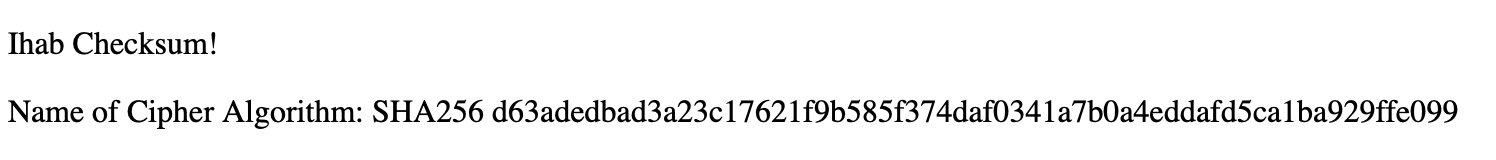 Ihab Checksum!
Name of Cipher Algorithm: SHA256 d63adedbad3a23c17621f9b585f374daf0341a7b0a4eddafd5ca1ba929ffe099